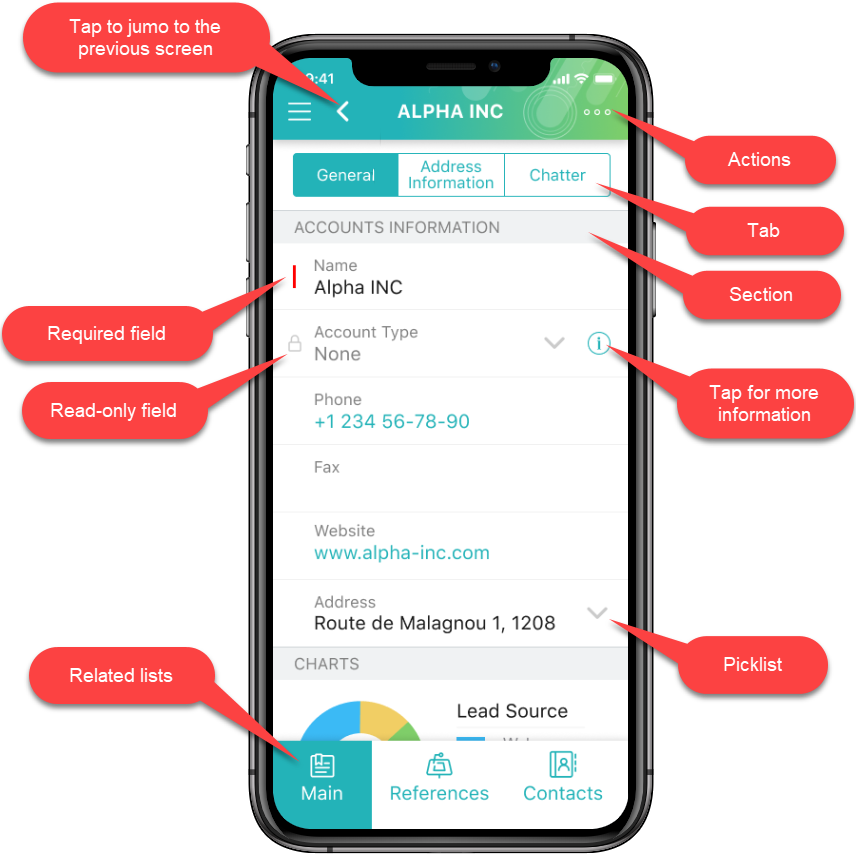 Tap to jumo to the
previous screen
9:41
ALPHA INC
Actions
General
Address
Information
Chatter
Tab
ACCOUNTS INFORMATION
Section
Name
Alpha INC
Required field
Account Type
None
Read-only field
Tap for more
information
Phone
+1 234 56-78-90
Fax
Website
www.alpha-inc.com
Address
Route de Malagnou 1, 1208
Picklist
CHARTS
Related lists
Lead Source
Main
References
Contacts